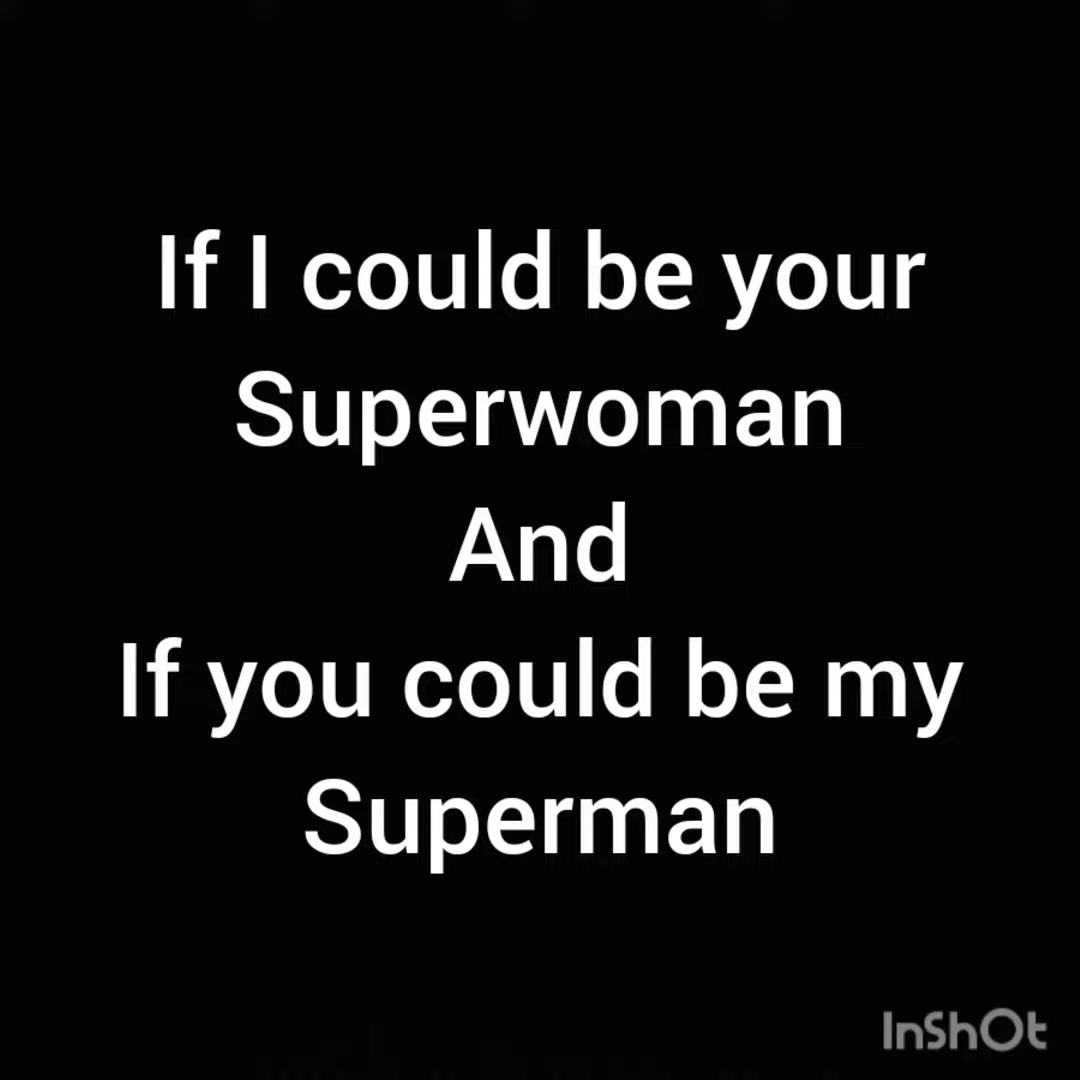 If I could be your
Superwoman
And
If you could be my
Superman
InShOt